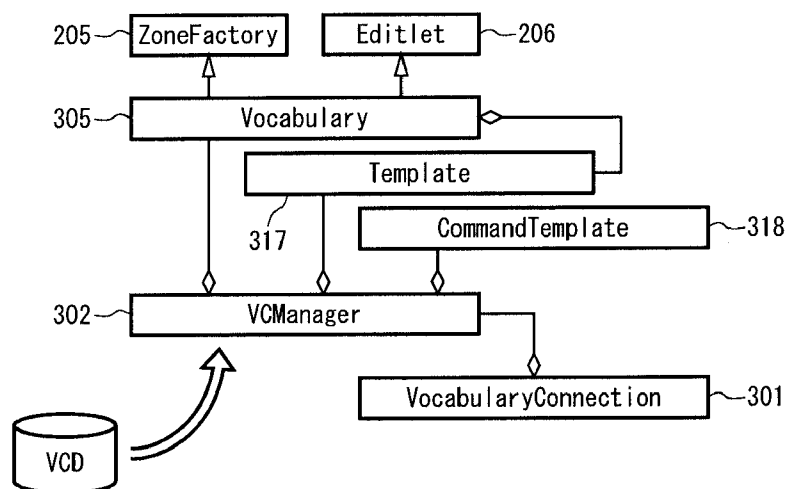 205 ZoneFactory Editlet 206
305 Vocabulary
Template
317 CommandTemplate 318
302 VCManager
VocabularyConnection 301
VCD